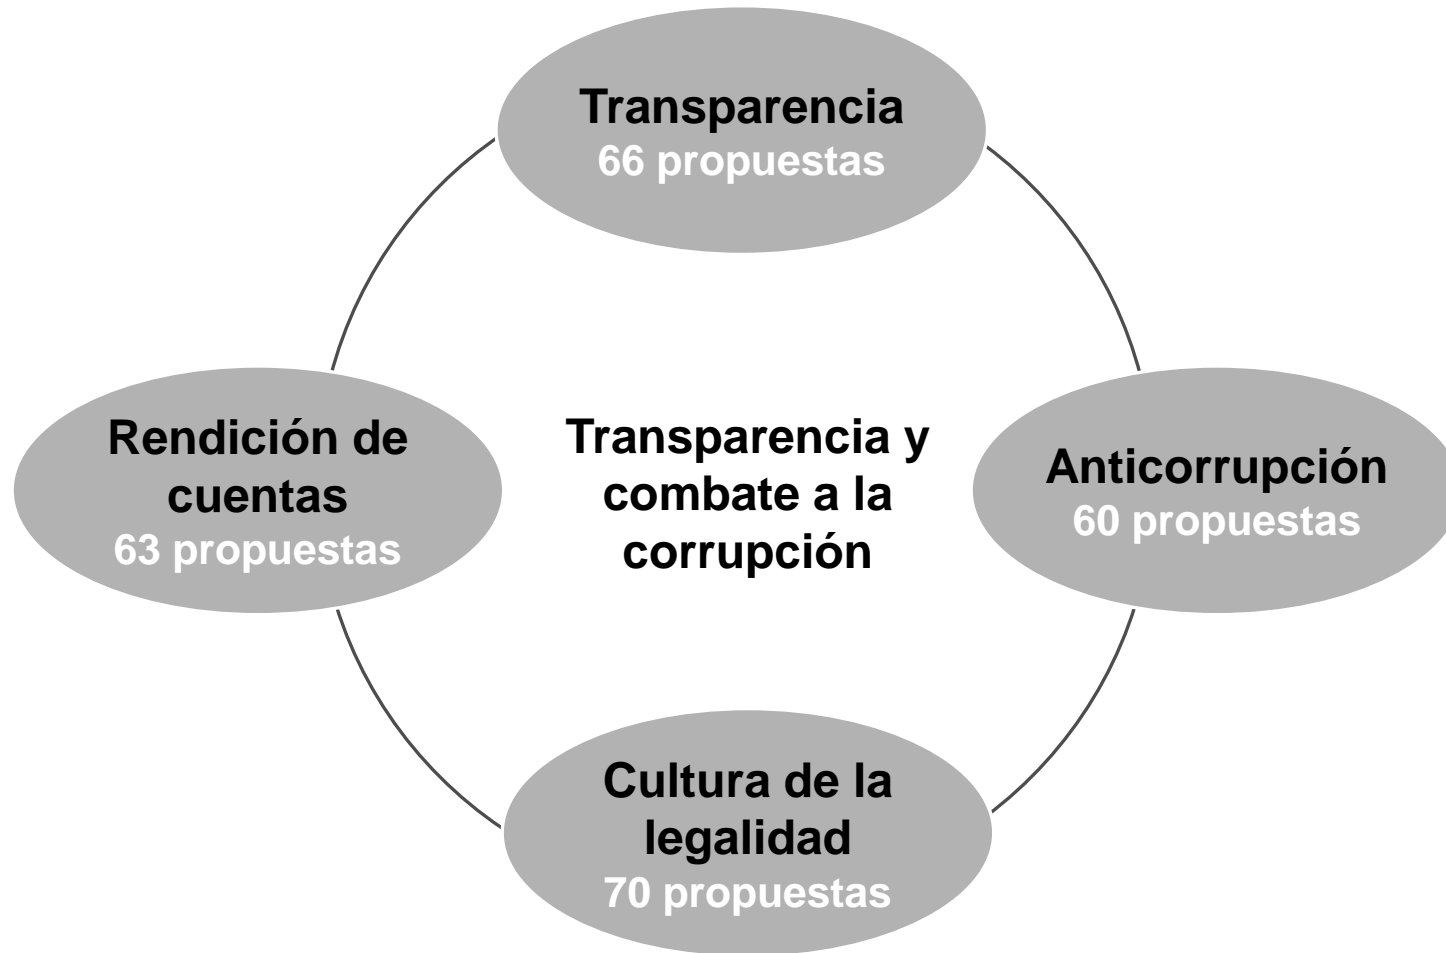 Transparencia
66 propuestas
Rendición de
cuentas
63 propuestas
Transparencia y
combate a la
corrupción
Anticorrupción
60 propuestas
Cultura de la
legalidad
70 propuestas